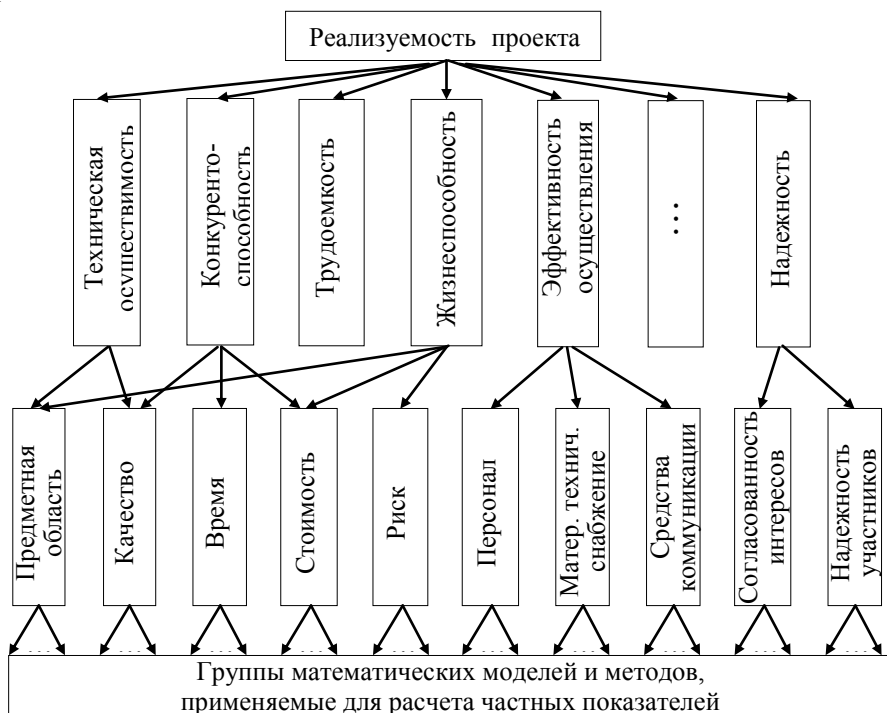 Реализуемость проекта
Техническая
осуществимость
Конкуренто-
способность
Трудоемкость
Жизнеспособность
Эффективность
осуществления
...
Надежность
Предметная
область
Качество
Время
Стоимость
Риск
Персонал
Матер. технич.
снабжение
Средства
коммуникации
Согласованность
интересов
Надежность
участников
... ... ... ... ... ... ... ... ... ...
Группы математических моделей и методов,
применяемые для расчета частных показателей